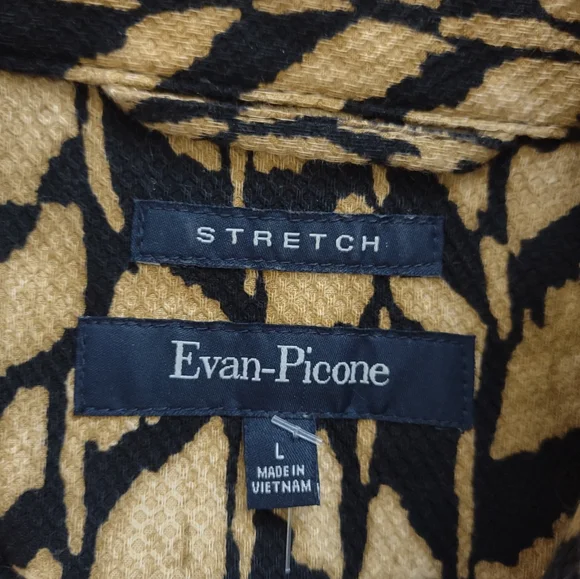 STRETCH
Evan-Picone
L
MADE IN
VIETNAM